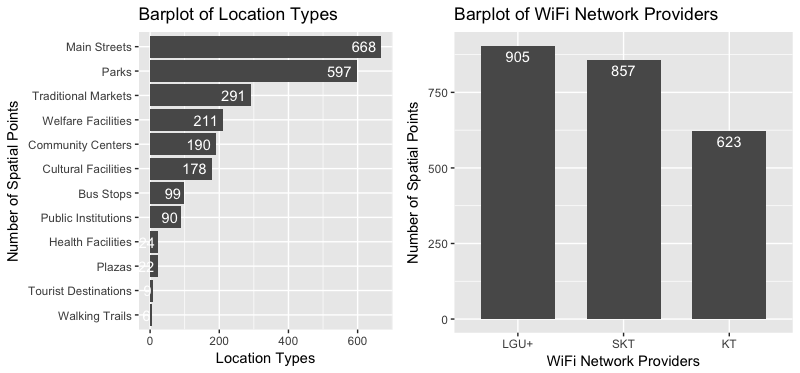 Barplot of Location Types
Number of Spatial Points
Main Streets 668
Parks 597
Traditional Markets 291
Welfare Facilities 211
Community Centers 190
Cultural Facilities 178
Bus Stops 99
Public Institutions 90
Health Facilities 24
Plazas 22
Tourist Destinations
Walking Trails
0 200 400 600
Location Types
Barplot of WiFi Network Providers
Number of Spatial Points
750
500
250
0
905 857 623
LGU+ SKT KT
WiFi Network Providers